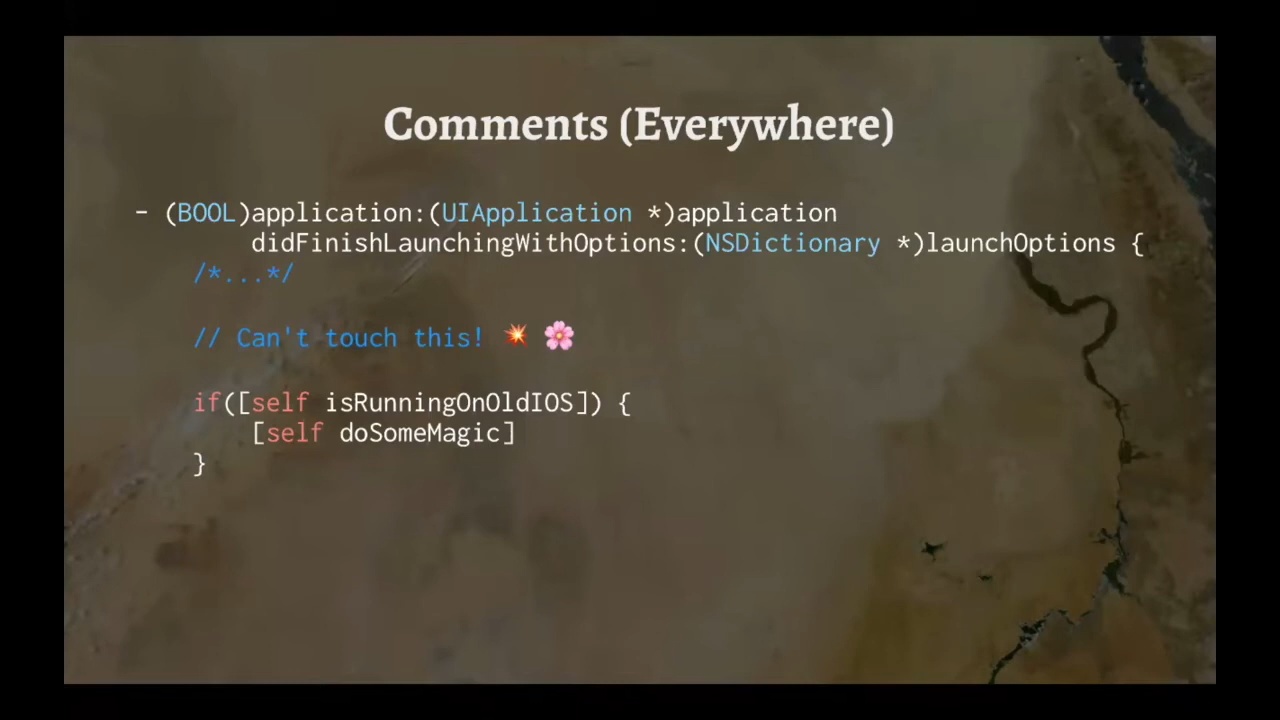 Comments (Everywhere)
- (BOOL)application:(UIApplication *)application
didFinishLaunchingWithOptions:(NSDictionary *)launchOptions {
/*...*/
// Can't touch this! 💥 🌸
if([self isRunningOnOldIOS]) {
[self doSomeMagic]
}